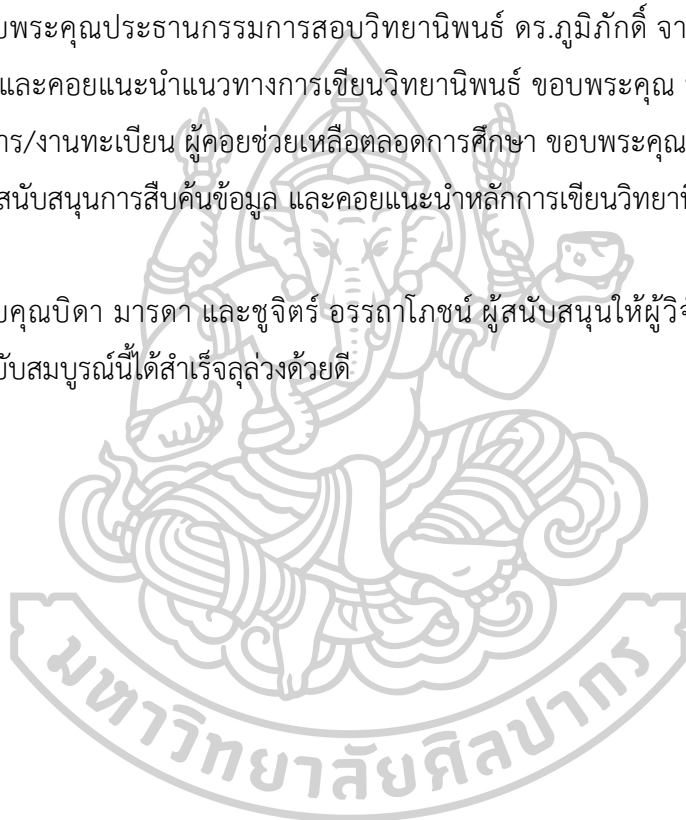 บพระคุณประธานกรรมการสอบวิทยานิพนธ์ ดร.ภูมิภักดิ์ จา
และคอยแนะนำแนวทางการเขียนวิทยานิพนธ์ ขอบพระคุณ
าร/งานทะเบียน ผู้คอยช่วยเหลือตลอดการศึกษา ขอบพระคุณ
สนับสนุนการสืบค้นข้อมูล และคอยแนะนำหลักการเขียนวิทยานิ
บคุณบิดา มารดา และชูจิตร์ อรรถาโภชน์ ผู้สนับสนุนให้ผู้วิจั
บับสมบูรณ์นี้ได้สำเร็จลุล่วงด้วยดี
มหาวิทยาลัยศิลปากร